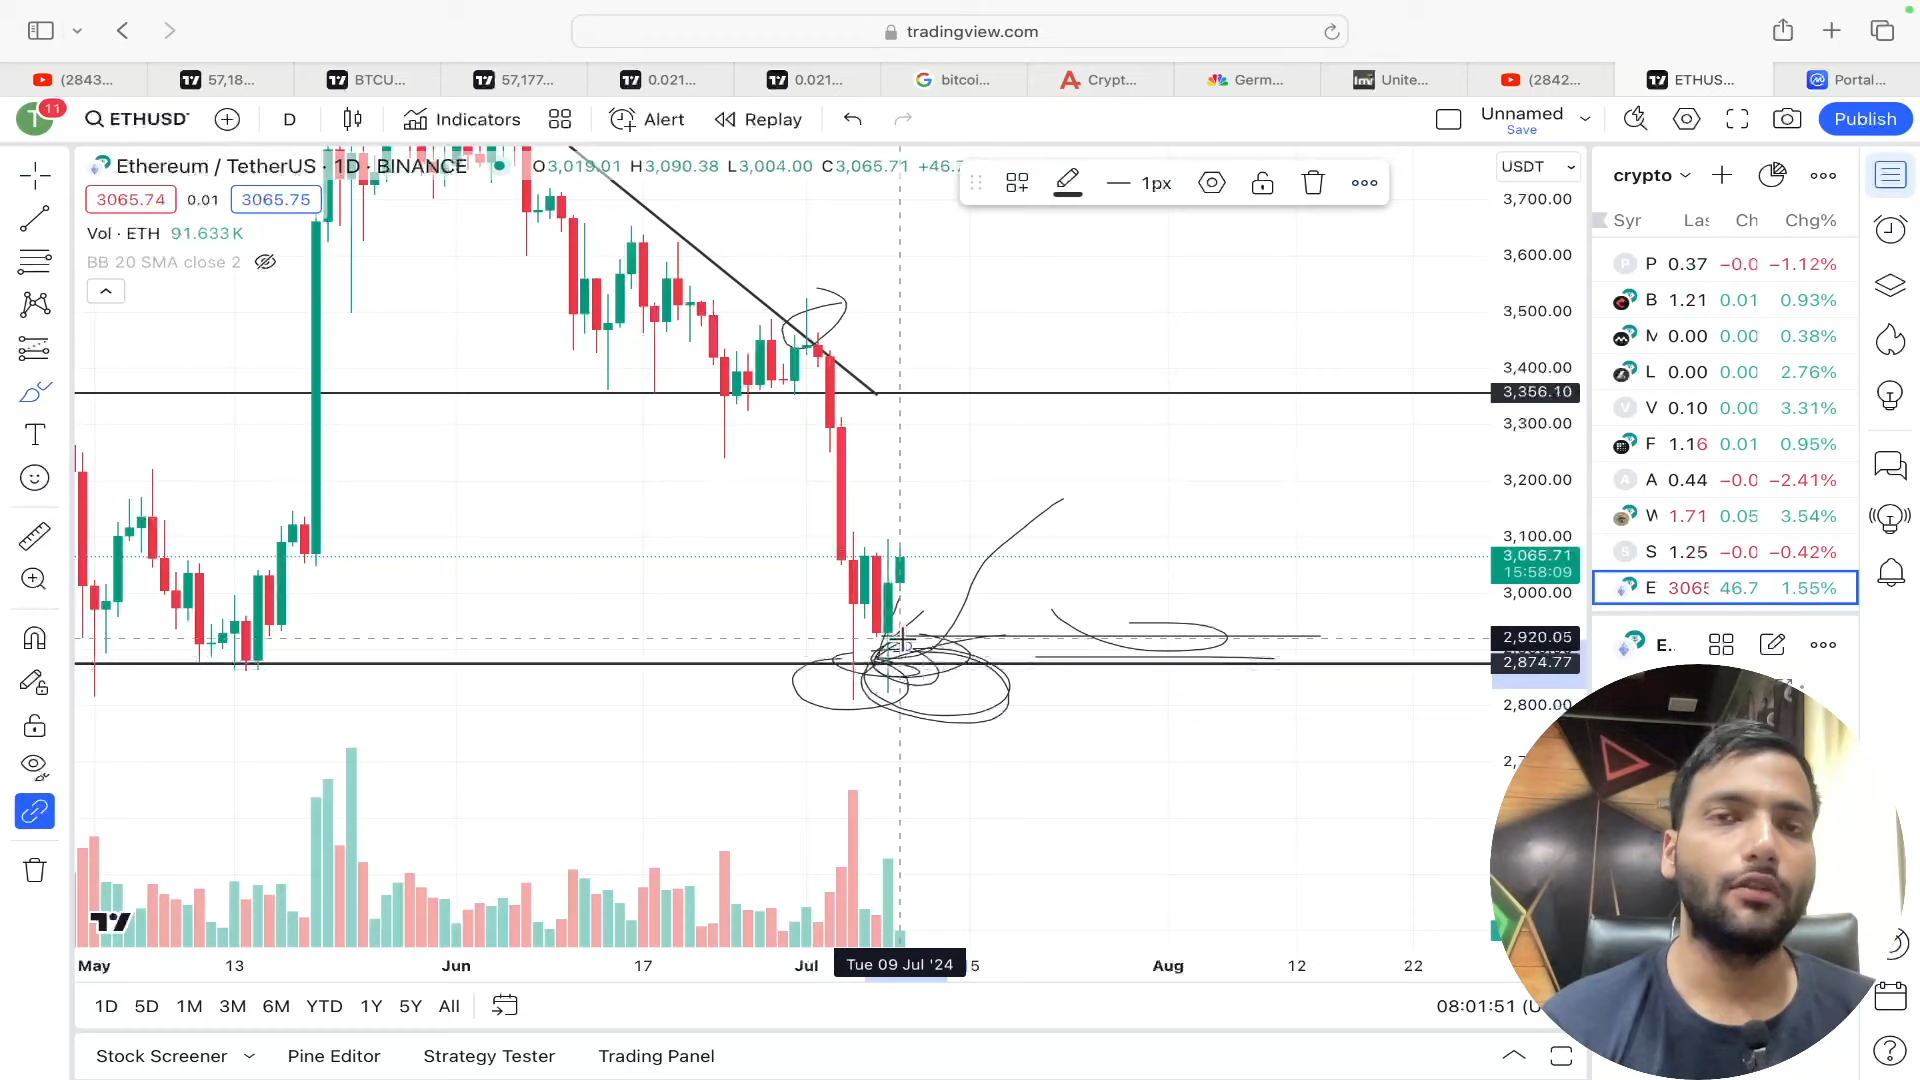 tradingview.com
(2843...
57,18...
BTCU...
57,177...
0.021...
0.021...
bitcoi...
Crypt...
Germ...
Unite...
(2842...
ETHUS...
Portal...
11
T
ETHUSD
D
Indicators
Alert
Replay
Unnamed
Save
Publish
Ethereum / TetherUS · 1D · BINANCE
O3,019.01 H3,090.38 L3,004.00 C3,065.71 +46.7
3065.74 0.01 3065.75
Vol · ETH 91.633K
BB 20 SMA close 2
1px
USDT
3,700.00
3,600.00
3,500.00
3,400.00
3,356.10
3,300.00
3,200.00
3,100.00
3,065.71
15:58:09
3,000.00
2,920.05
2,874.77
2,800.00
2,7
crypto
Syr Las Ch Chg%
P 0.37 −0.0 −1.12%
B 1.21 0.01 0.93%
M 0.00 0.00 0.38%
L 0.00 0.00 2.76%
V 0.10 0.00 3.31%
F 1.16 0.01 0.95%
A 0.44 −0.0 −2.41%
W 1.71 0.05 3.54%
S 1.25 −0.0 −0.42%
E 3065 46.7 1.55%
E..
May 13 Jun 17 Jul Tue 09 Jul '24 5 Aug 12 22
1D 5D 1M 3M 6M YTD 1Y 5Y All
08:01:51 (U
Stock Screener Pine Editor Strategy Tester Trading Panel